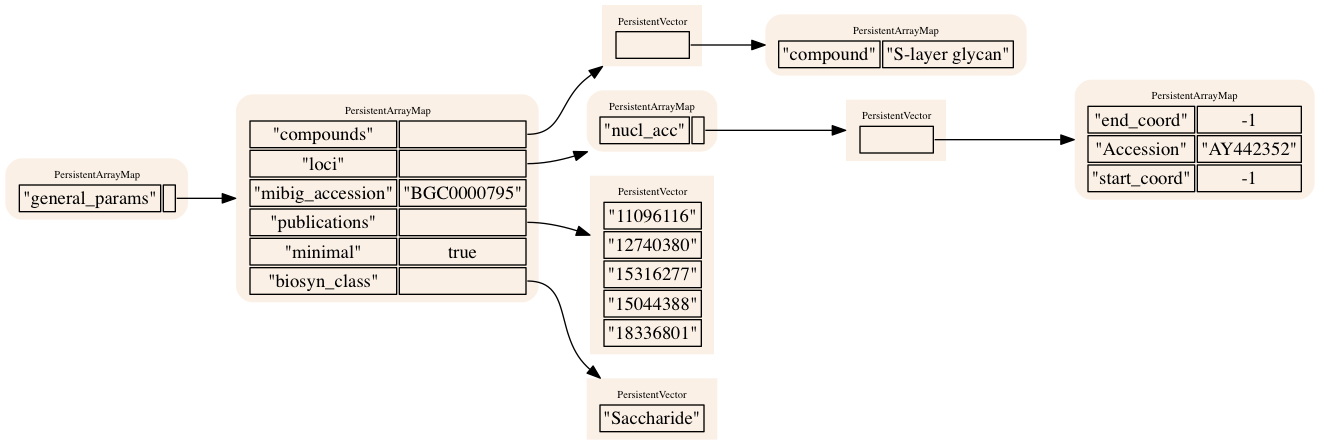 PersistentArrayMap
"general_params"
PersistentArrayMap
"compounds"
"loci"
"mibig_accession" "BGC0000795"
"publications"
"minimal" true
"biosyn_class"
PersistentVector
PersistentArrayMap
"compound" "S-layer glycan"
PersistentArrayMap
"nucl_acc"
PersistentVector
PersistentArrayMap
"end_coord" -1
"Accession" "AY442352"
"start_coord" -1
PersistentVector
"11096116"
"12740380"
"15316277"
"15044388"
"18336801"
PersistentVector
"Saccharide"